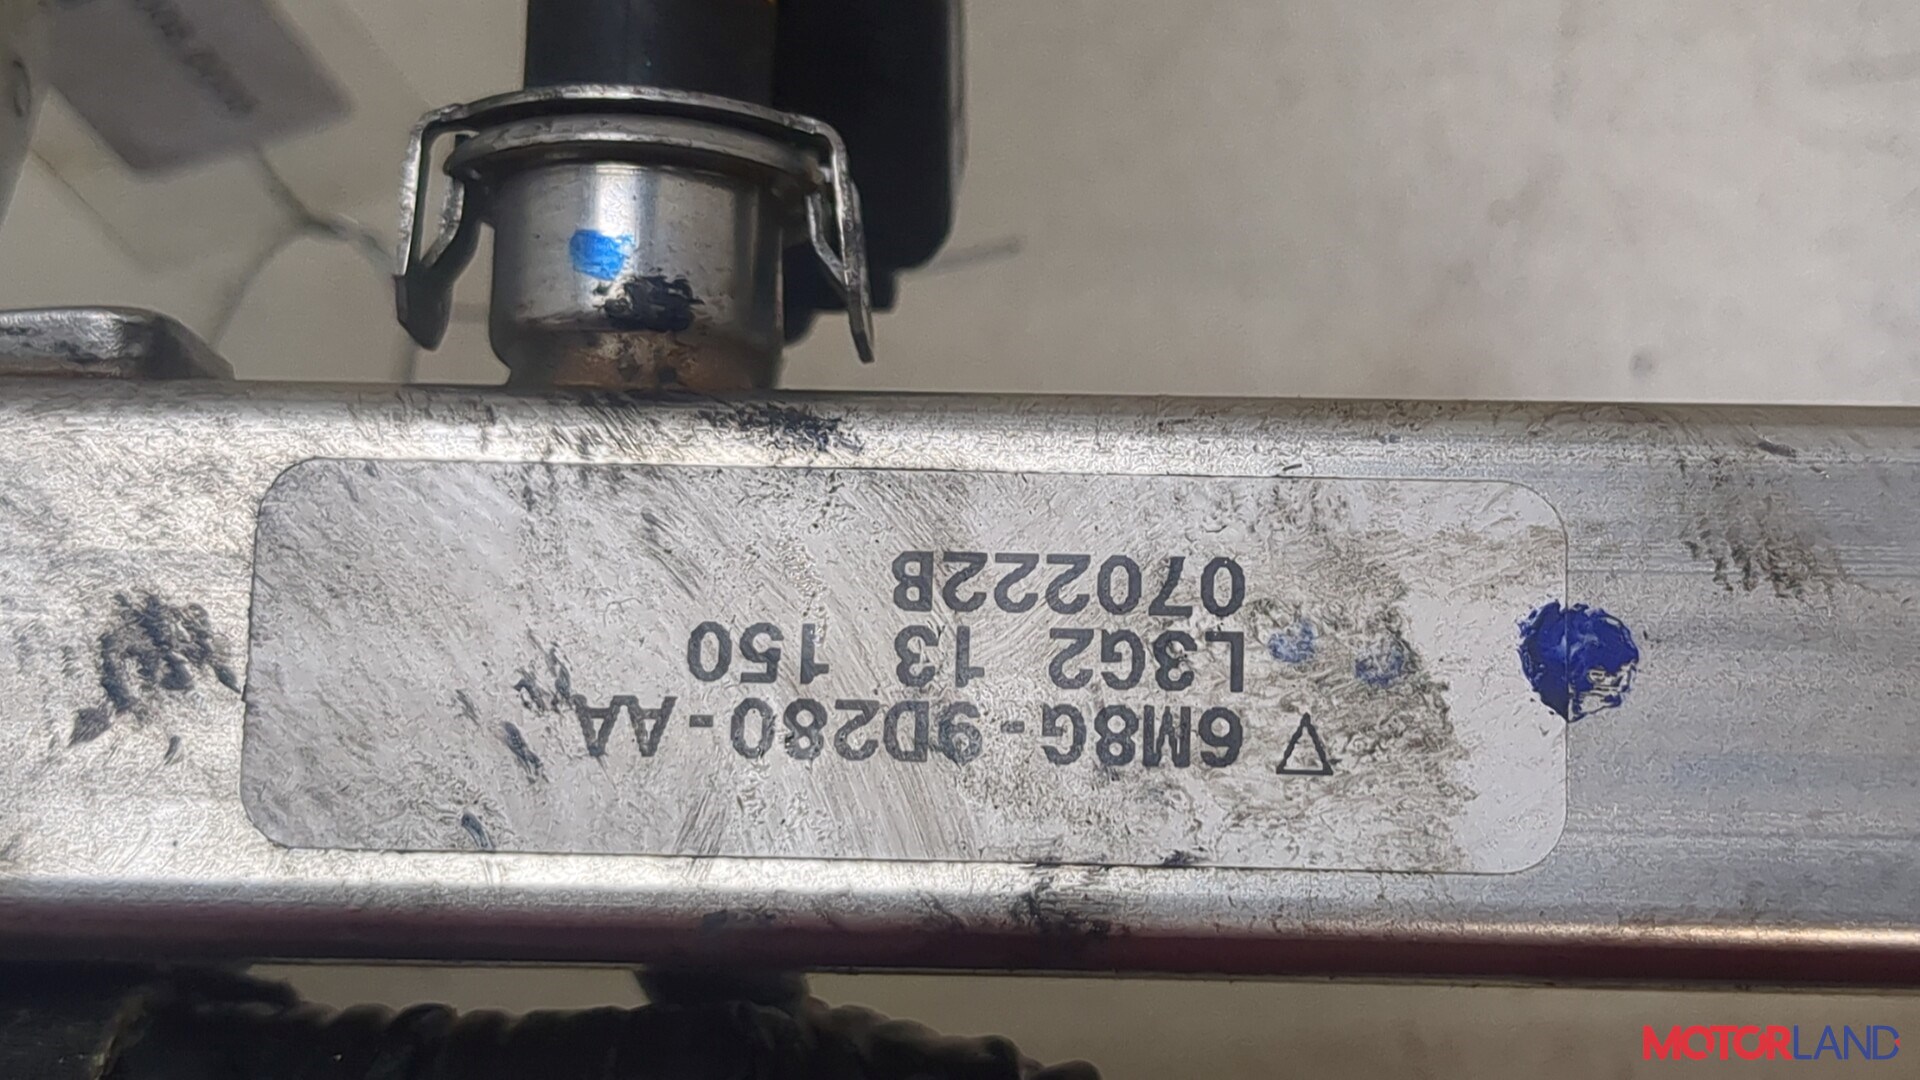 △ 6M8G-9D280-AA
L3G2 13 150
070222B
MOTORLAND